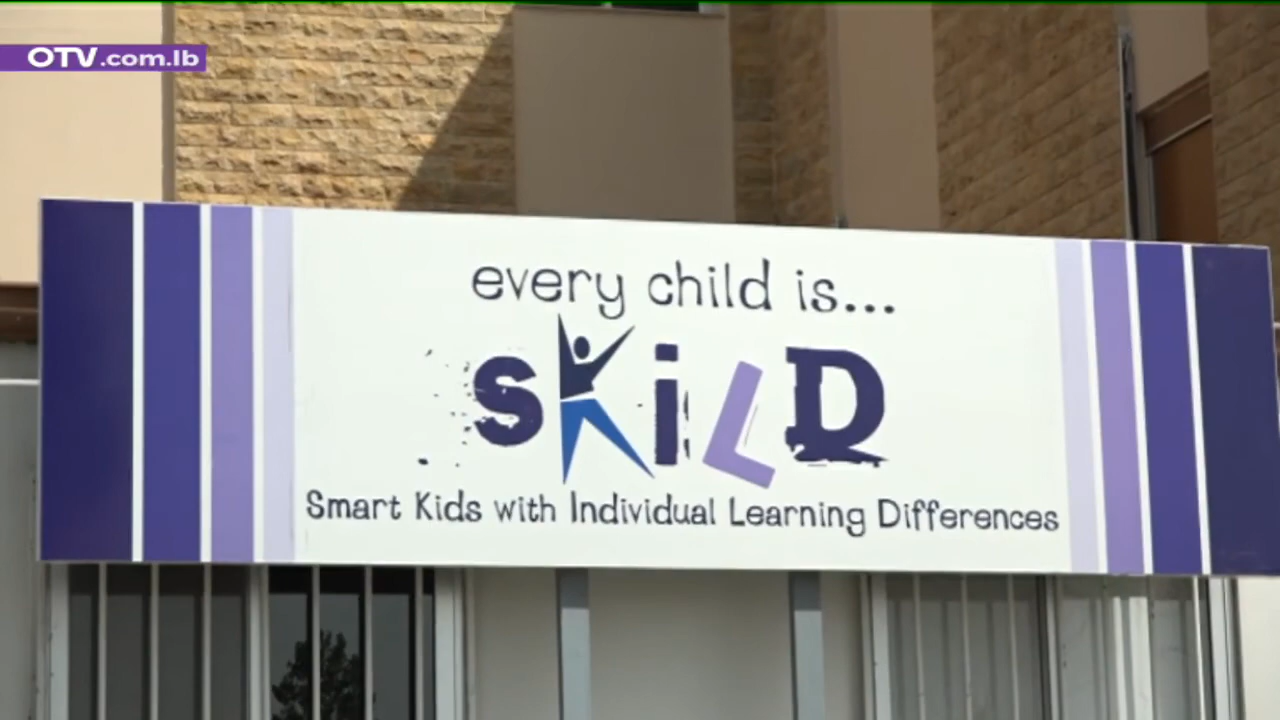 OTV.com.lb
every child is...
SKiLD
Smart Kids with Individual Learning Differences